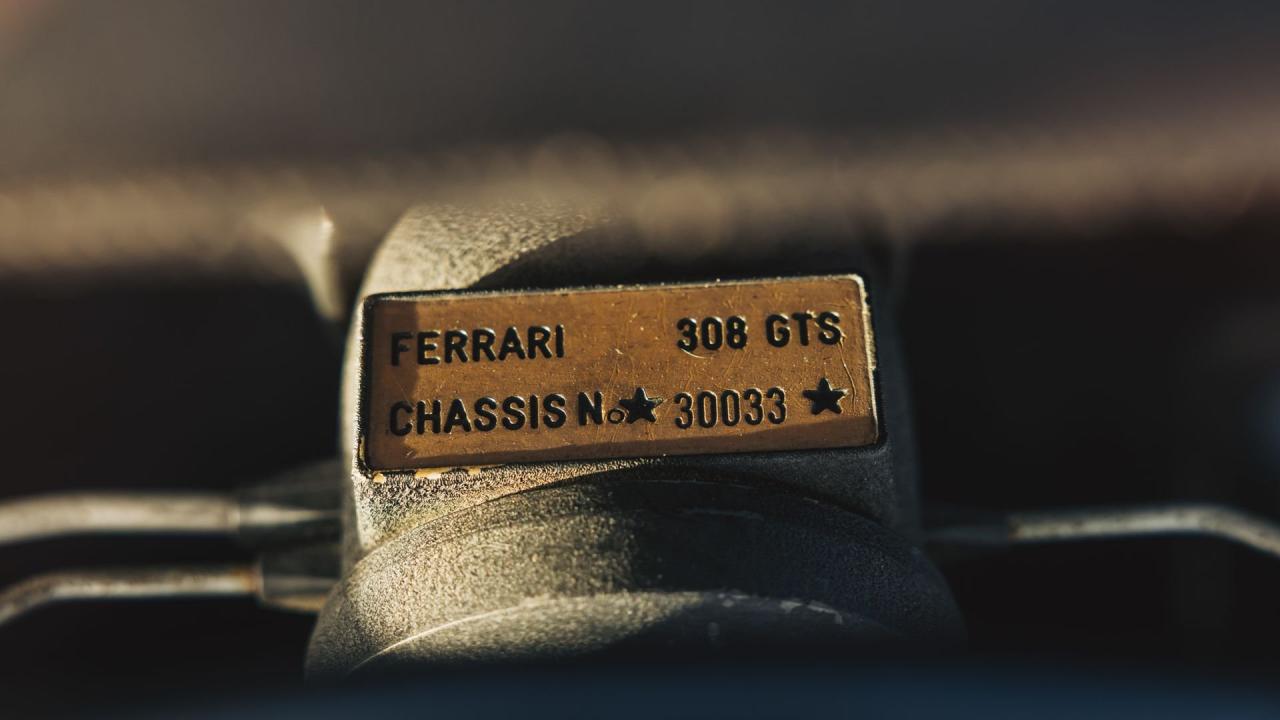 FERRARI 308 GTS
CHASSIS No★ 30033 ★